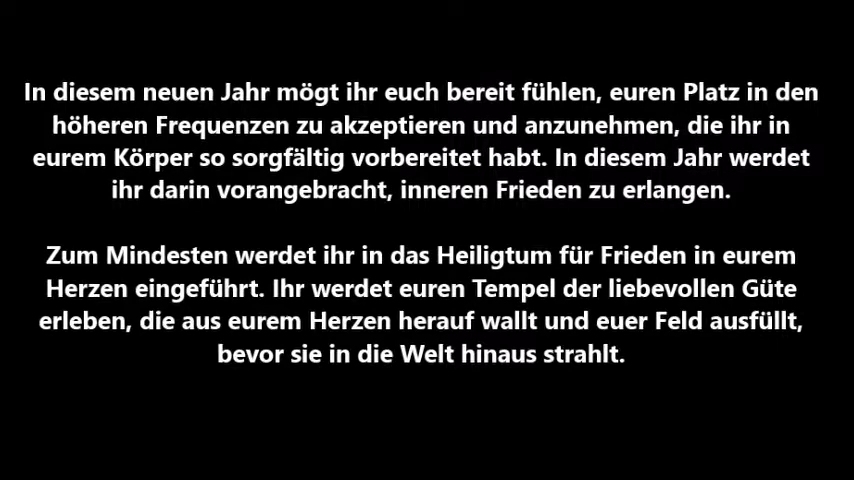 In diesem neuen Jahr mögt ihr euch bereit fühlen, euren Platz in den
höheren Frequenzen zu akzeptieren und anzunehmen, die ihr in
eurem Körper so sorgfältig vorbereitet habt. In diesem Jahr werdet
ihr darin vorangebracht, inneren Frieden zu erlangen.
Zum Mindesten werdet ihr in das Heiligtum für Frieden in eurem
Herzen eingeführt. Ihr werdet euren Tempel der liebevollen Güte
erleben, die aus eurem Herzen herauf wallt und euer Feld ausfüllt,
bevor sie in die Welt hinaus strahlt.